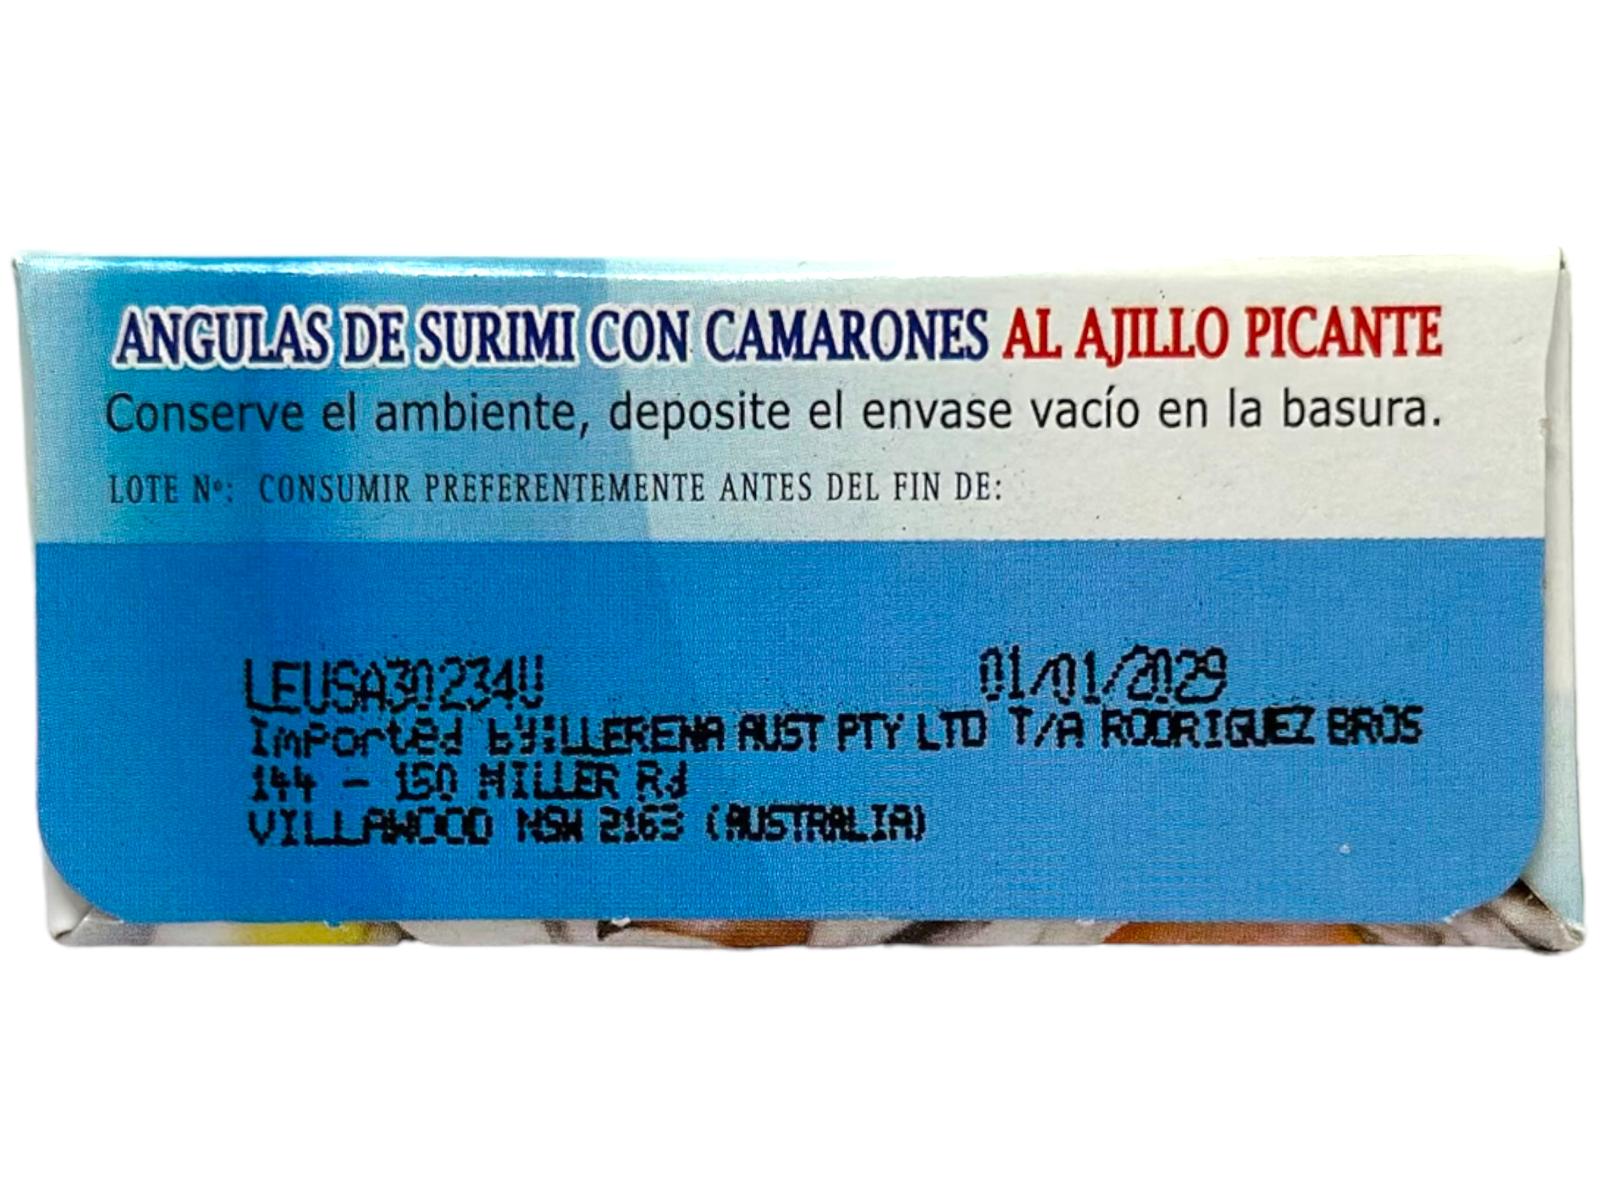 ANGULAS DE SURIMI CON CAMARONES AL AJILLO PICANTE
Conserve el ambiente, deposite el envase vacío en la basura.
LOTE Nº: CONSUMIR PREFERENTEMENTE ANTES DEL FIN DE:
LEUSA30234U 01/01/2029
Imported by:LLERENA AUST PTY LTD T/A RODRIGUEZ BROS
144 - 150 MILLER Rd
VILLAWOOD NSW 2163 (AUSTRALIA)